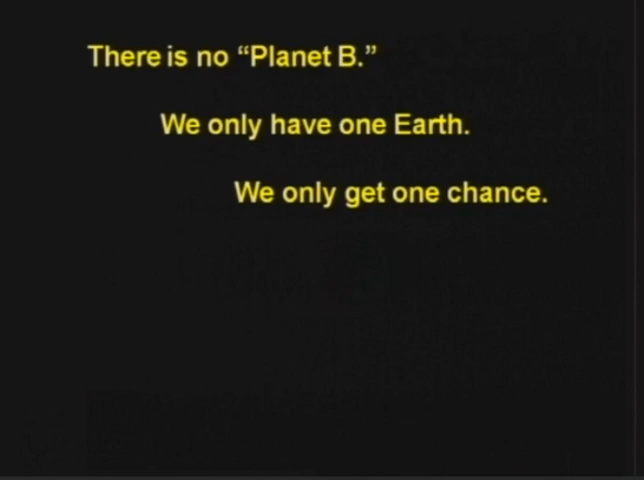 There is no “Planet B.”
We only have one Earth.
We only get one chance.